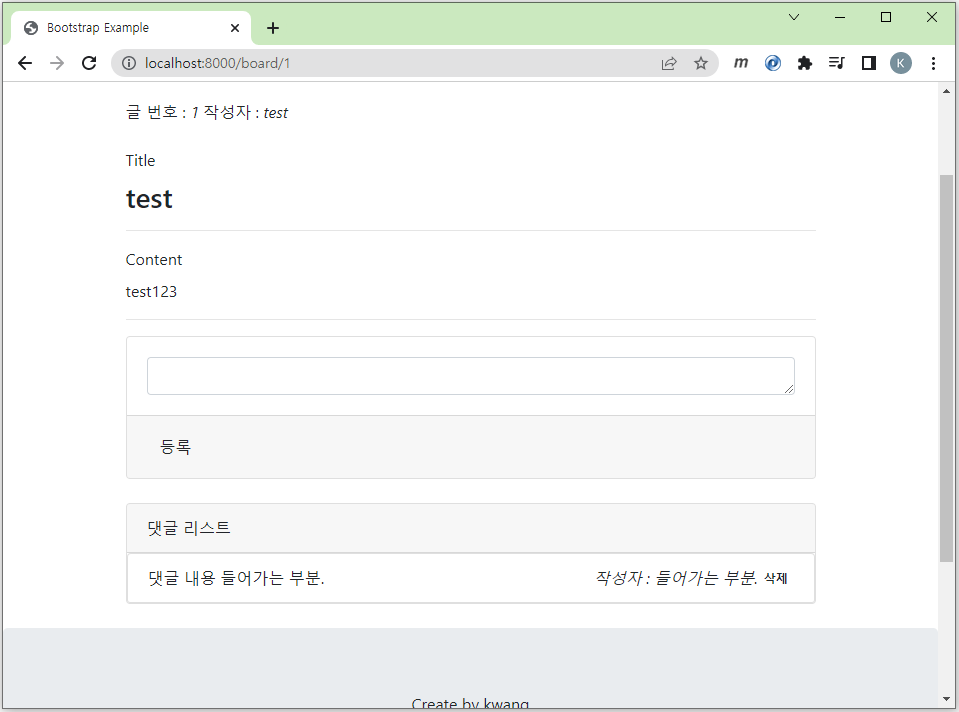 Bootstrap Example
localhost:8000/board/1
m
K
글 번호 : 1 작성자 : test
Title
test
Content
test123
등록
댓글 리스트
댓글 내용 들어가는 부분. 작성자 : 들어가는 부분. 삭제
Create by kwang